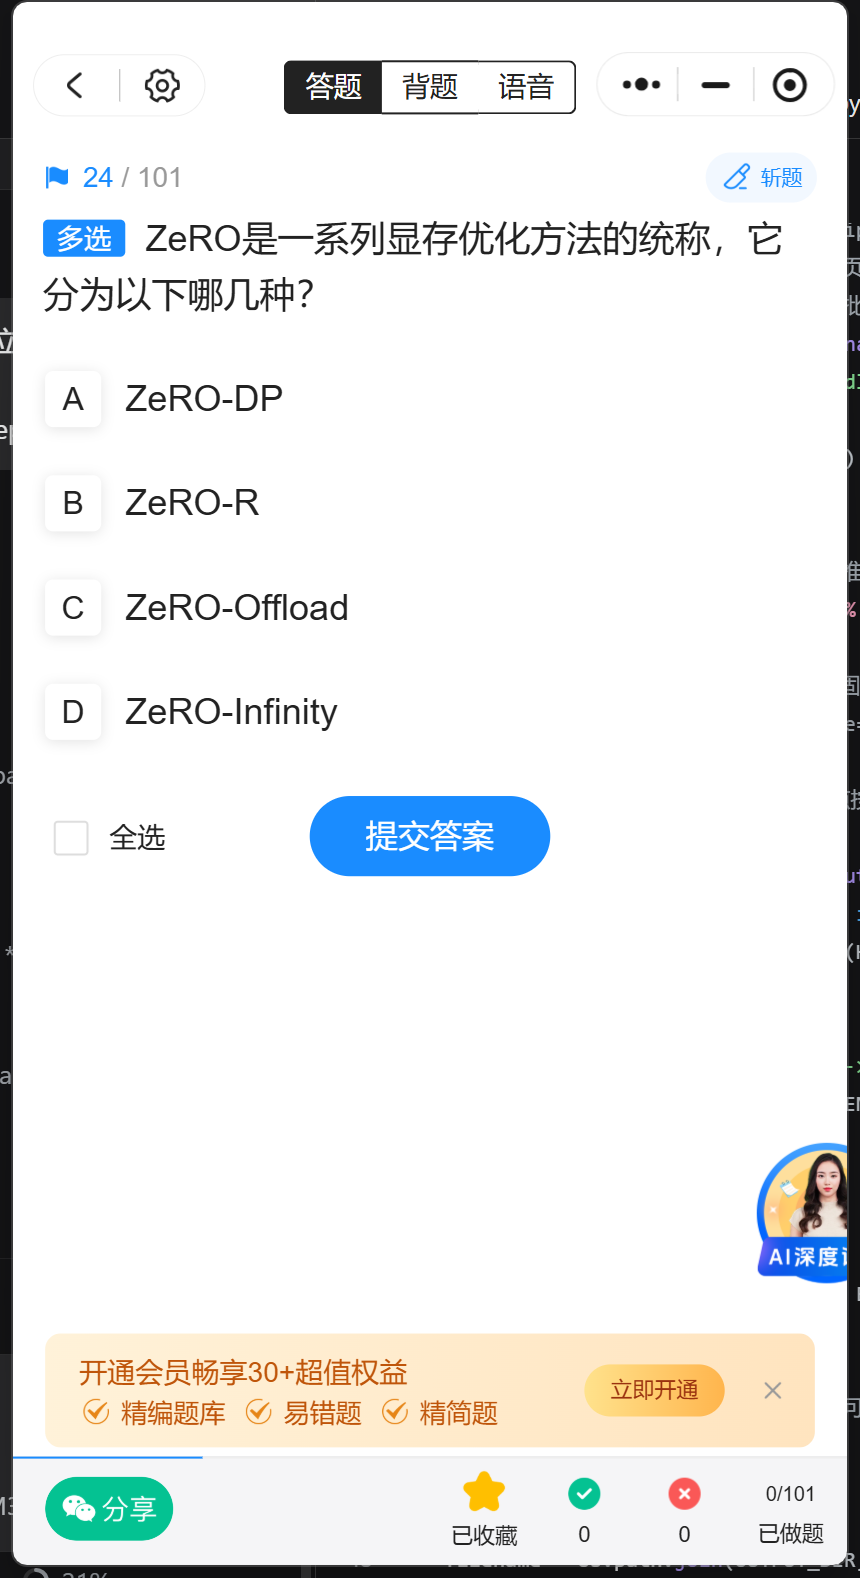 答题 背题 语音
24 / 101
斩题
多选 ZeRO是一系列显存优化方法的统称，它
分为以下哪几种？
A ZeRO-DP
B ZeRO-R
C ZeRO-Offload
D ZeRO-Infinity
全选 提交答案
AI深度
开通会员畅享30+超值权益
精编题库 易错题 精简题
立即开通
分享
已收藏
0
0
0/101
已做题